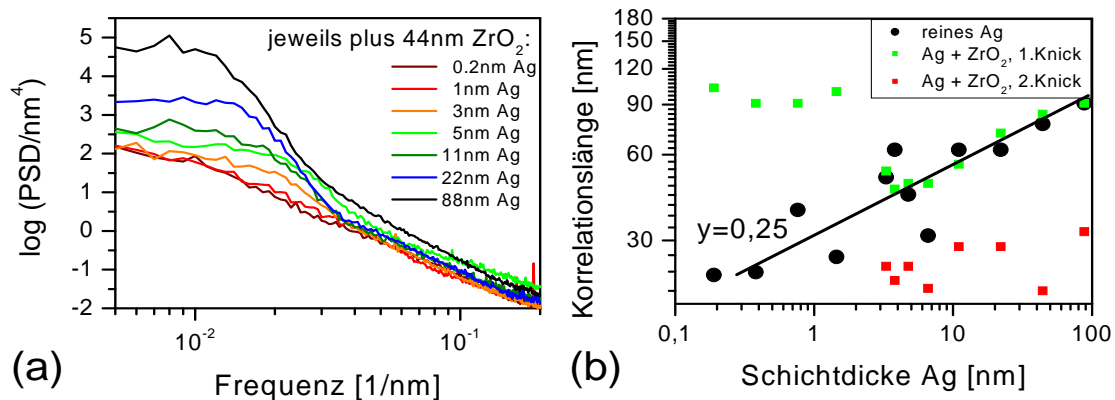 jeweils plus 44nm ZrO2:
0.2nm Ag
1nm Ag
3nm Ag
5nm Ag
11nm Ag
22nm Ag
88nm Ag
log (PSD/nm⁴)
5
4
3
2
1
0
-1
-2
10⁻²
10⁻¹
Frequenz [1/nm]
(a)
reines Ag
Ag + ZrO2, 1.Knick
Ag + ZrO2, 2.Knick
Korrelationslänge [nm]
180
120
90
60
30
y=0,25
0,1
1
10
100
Schichtdicke Ag [nm]
(b)